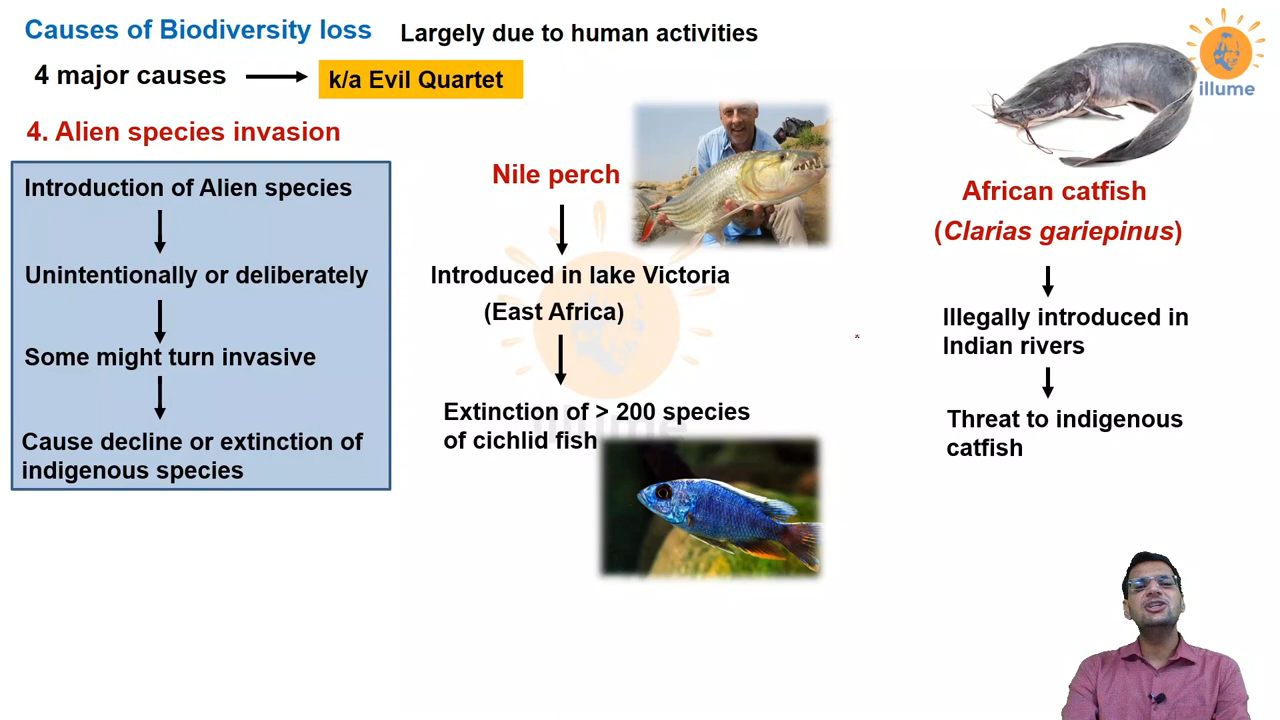 Causes of Biodiversity loss
Largely due to human activities
4 major causes
k/a Evil Quartet
illume
4. Alien species invasion
Introduction of Alien species
Unintentionally or deliberately
Some might turn invasive
Cause decline or extinction of
indigenous species
Nile perch
Introduced in lake Victoria
(East Africa)
Extinction of > 200 species
of cichlid fish
illume
African catfish
(Clarias gariepinus)
Illegally introduced in
Indian rivers
Threat to indigenous
catfish